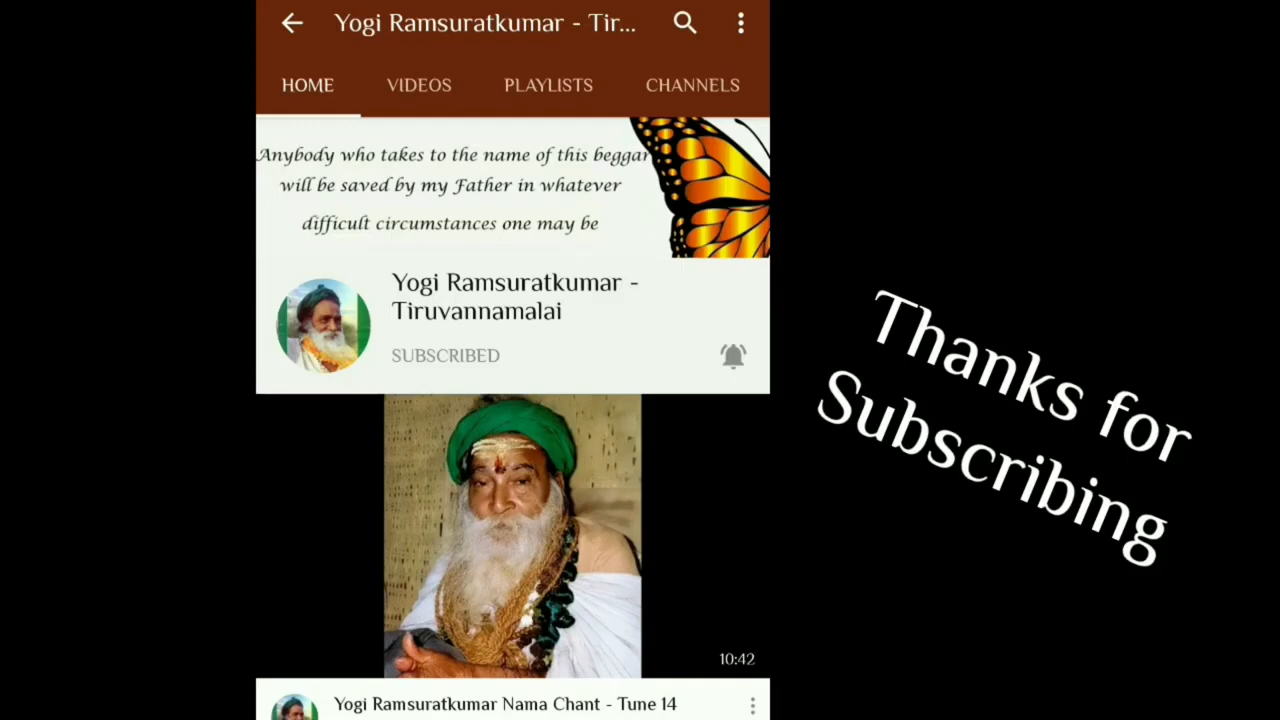 Yogi Ramsuratkumar - Tir...
HOME VIDEOS PLAYLISTS CHANNELS
Anybody who takes to the name of this beggar
will be saved by my Father in whatever
difficult circumstances one may be
Yogi Ramsuratkumar -
Tiruvannamalai
SUBSCRIBED
Thanks for
Subscribing
10:42
Yogi Ramsuratkumar Nama Chant - Tune 14